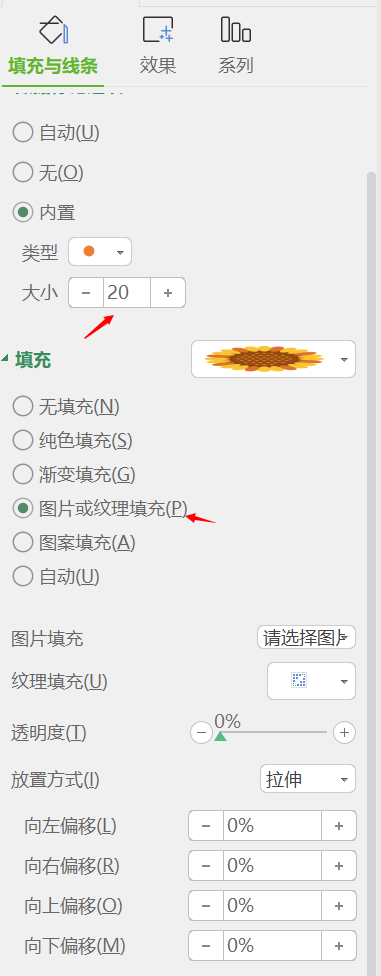 填充与线条 效果 系列
自动(U)
无(O)
内置
类型
大小 － 20 +
填充
无填充(N)
纯色填充(S)
渐变填充(G)
图片或纹理填充(P)
图案填充(A)
自动(U)
图片填充 请选择图片
纹理填充(U)
透明度(T) － 0% +
放置方式(I) 拉伸
向左偏移(L) － 0% +
向右偏移(R) － 0% +
向上偏移(O) － 0% +
向下偏移(M) － 0% +